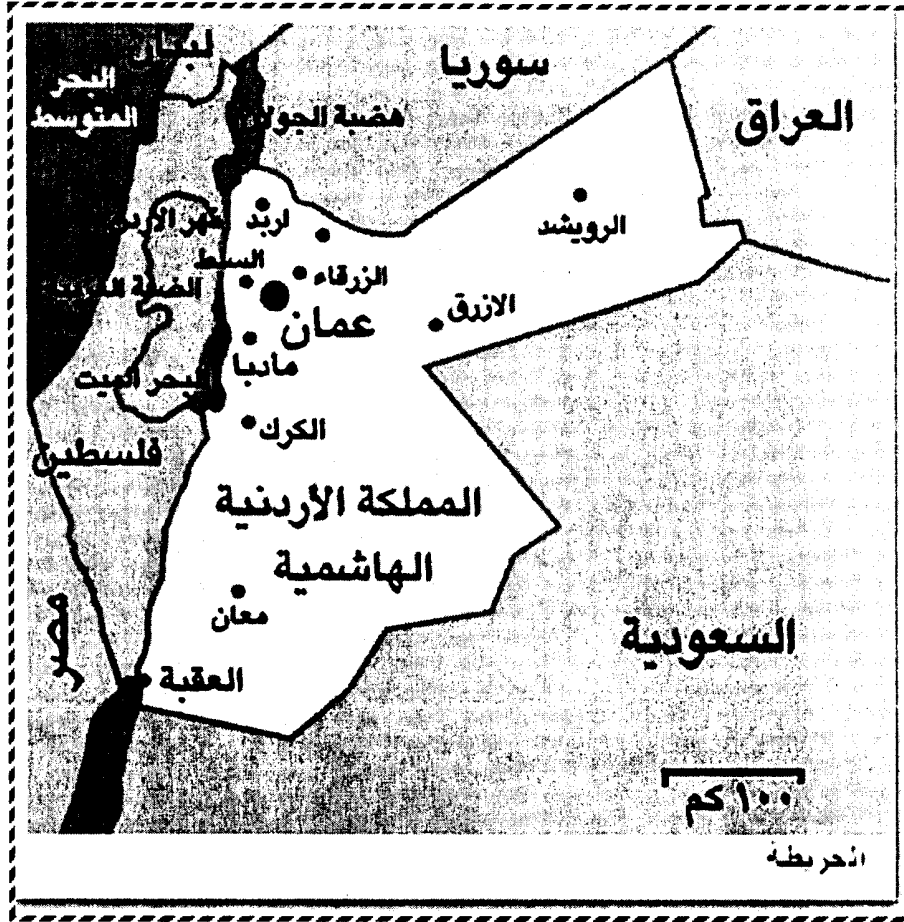 لبنان
سوريا
البحر
المتوسط
هضبة الجولان
العراق
الرويشد
اربد
نهر الأردن
السلط
الزرقاء
الضفة الغربية
الازرق
عمان
مادبا
البحر الميت
الكرك
فلسطين
المملكة الأردنية
الهاشمية
معان
مصر
السعودية
العقبة
١٠٠ كم
الخريطة